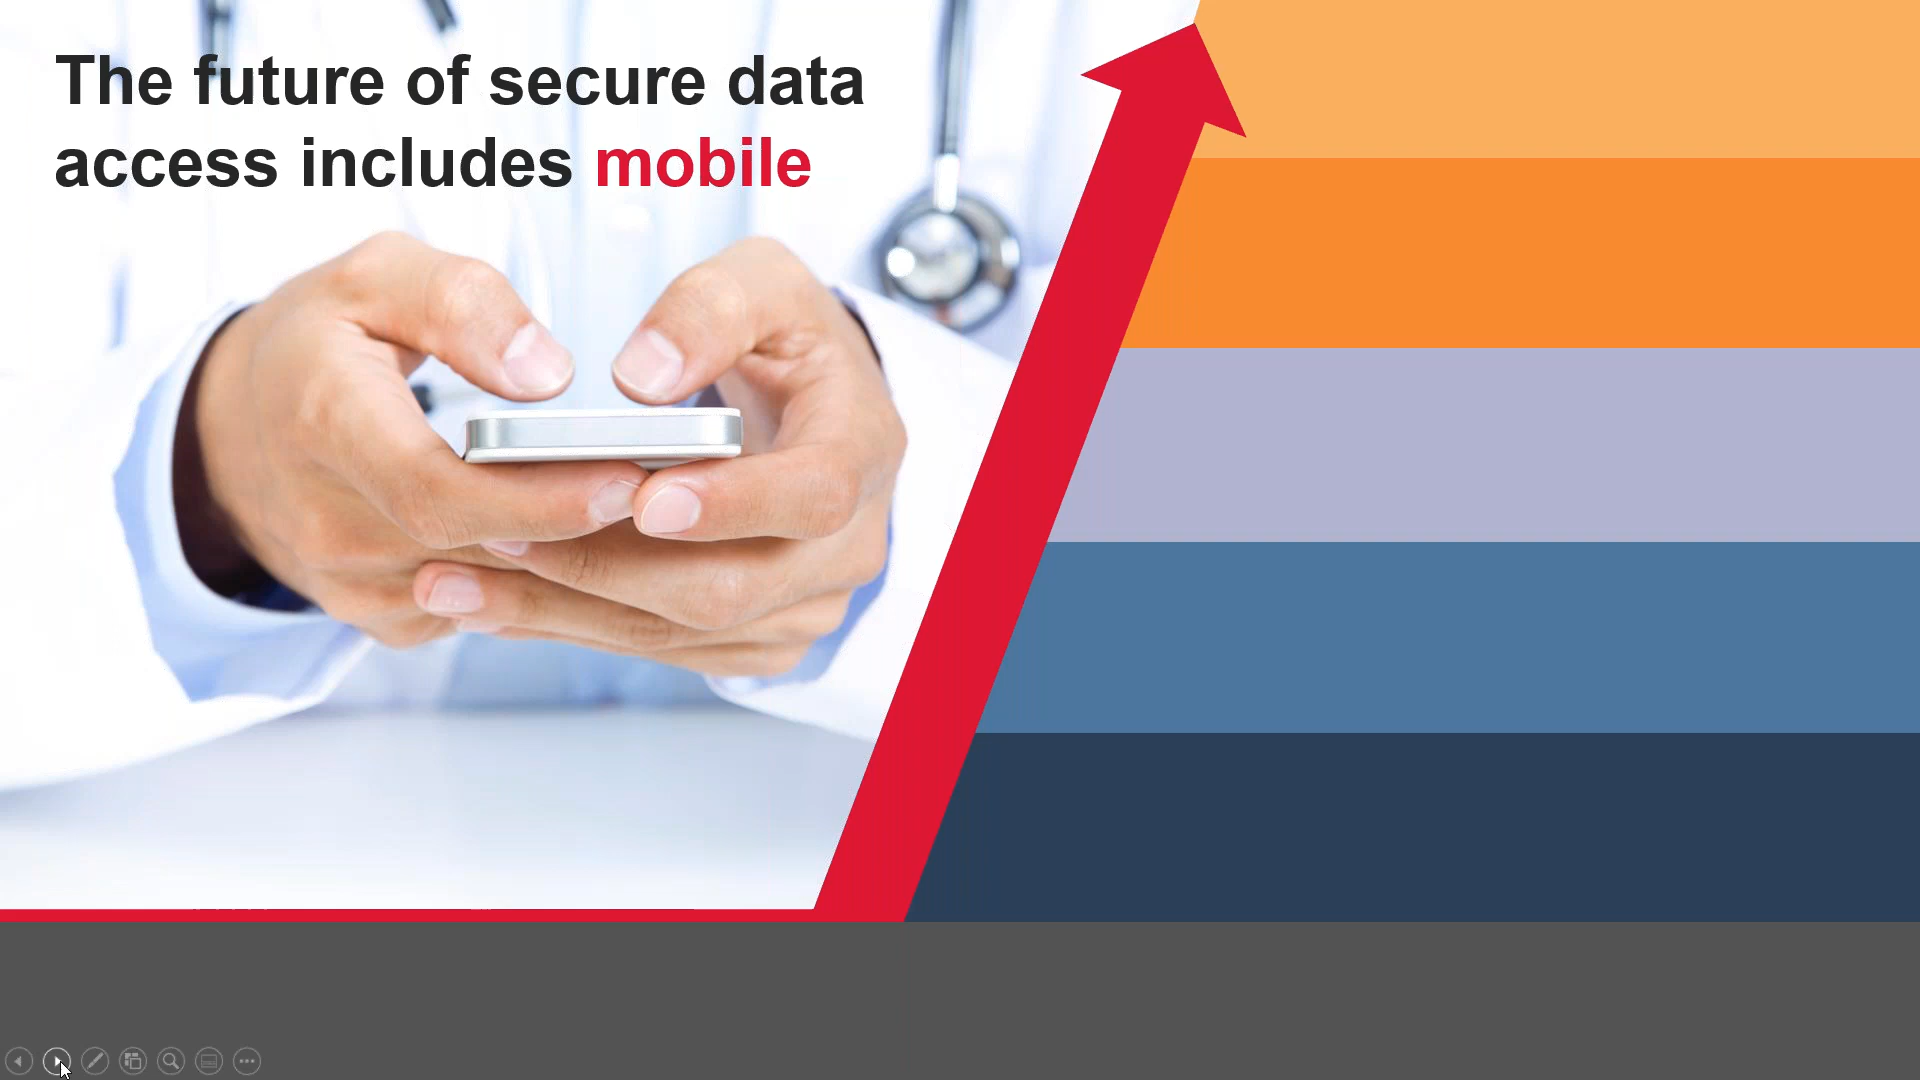 The future of secure data
access includes mobile